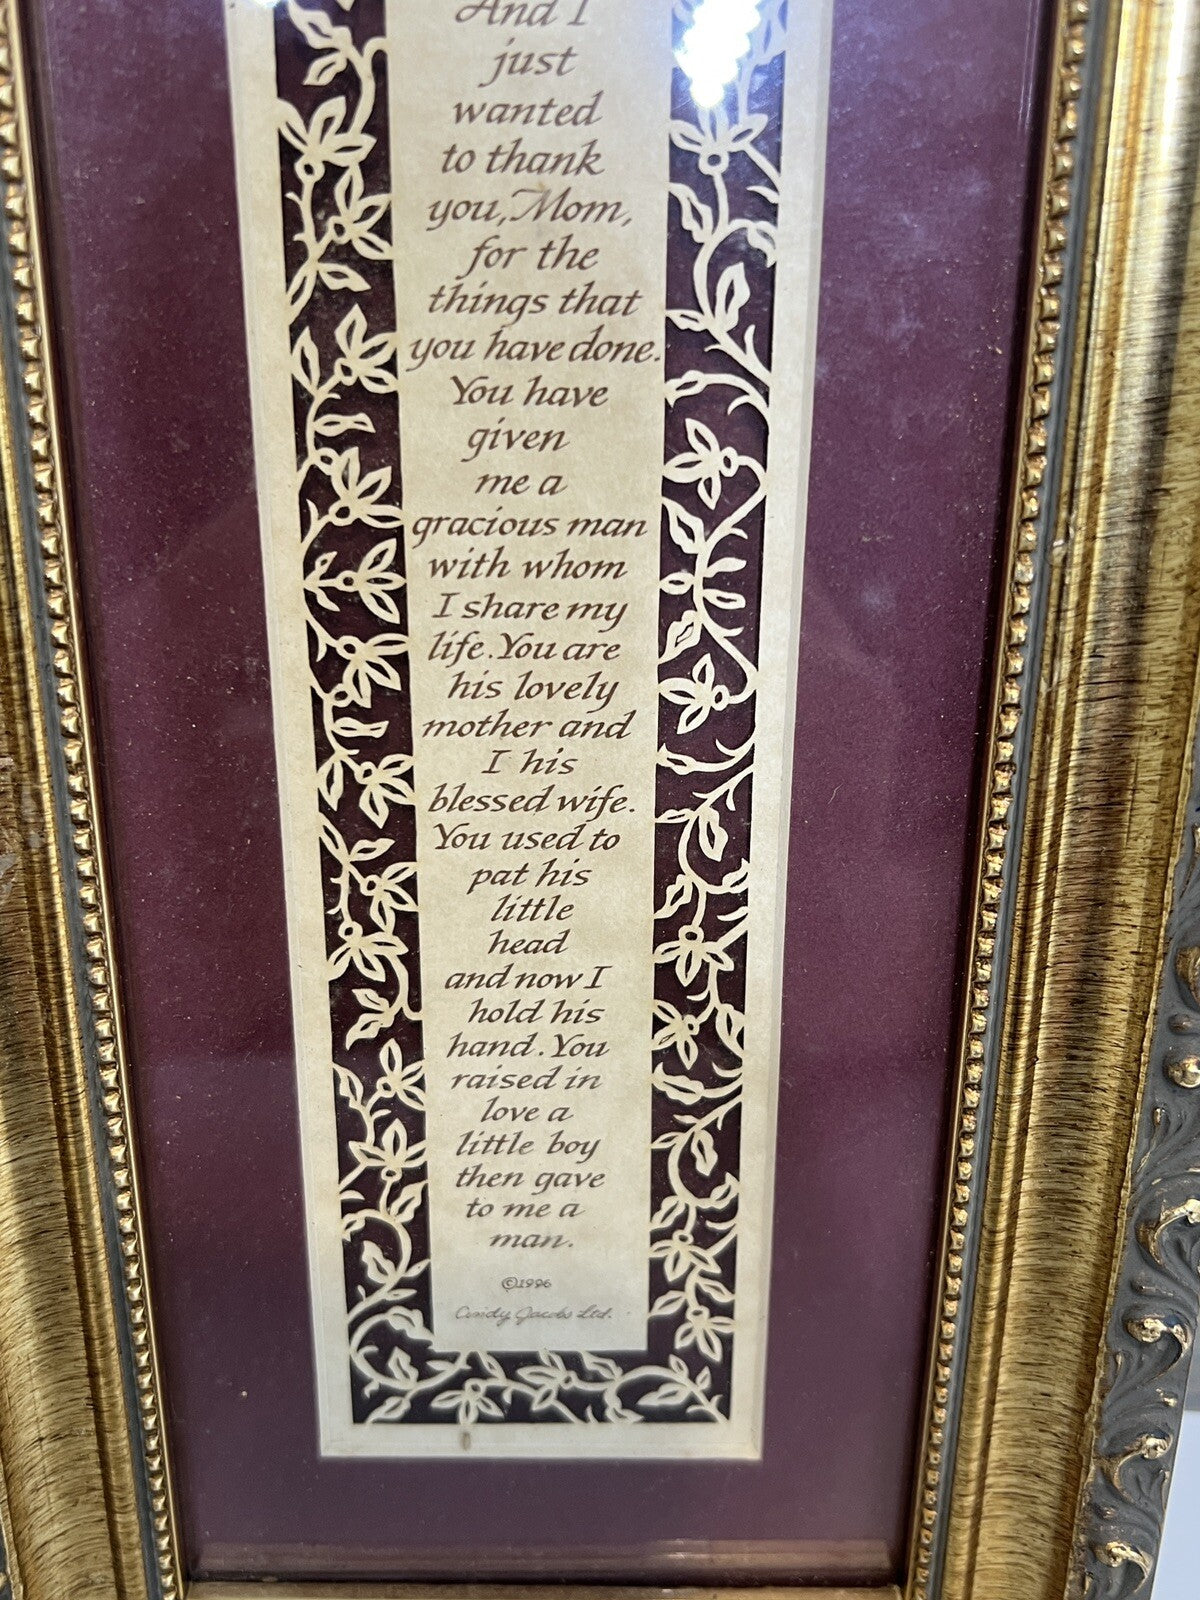 And I
just
wanted
to thank
you, Mom,
for the
things that
you have done.
You have
given
me a
gracious man
with whom
I share my
life. You are
his lovely
mother and
I his
blessed wife.
You used to
pat his
little
head
and now I
hold his
hand. You
raised in
love a
little boy
then gave
to me a
man.
©1996
Cindy Jacobs Ltd.